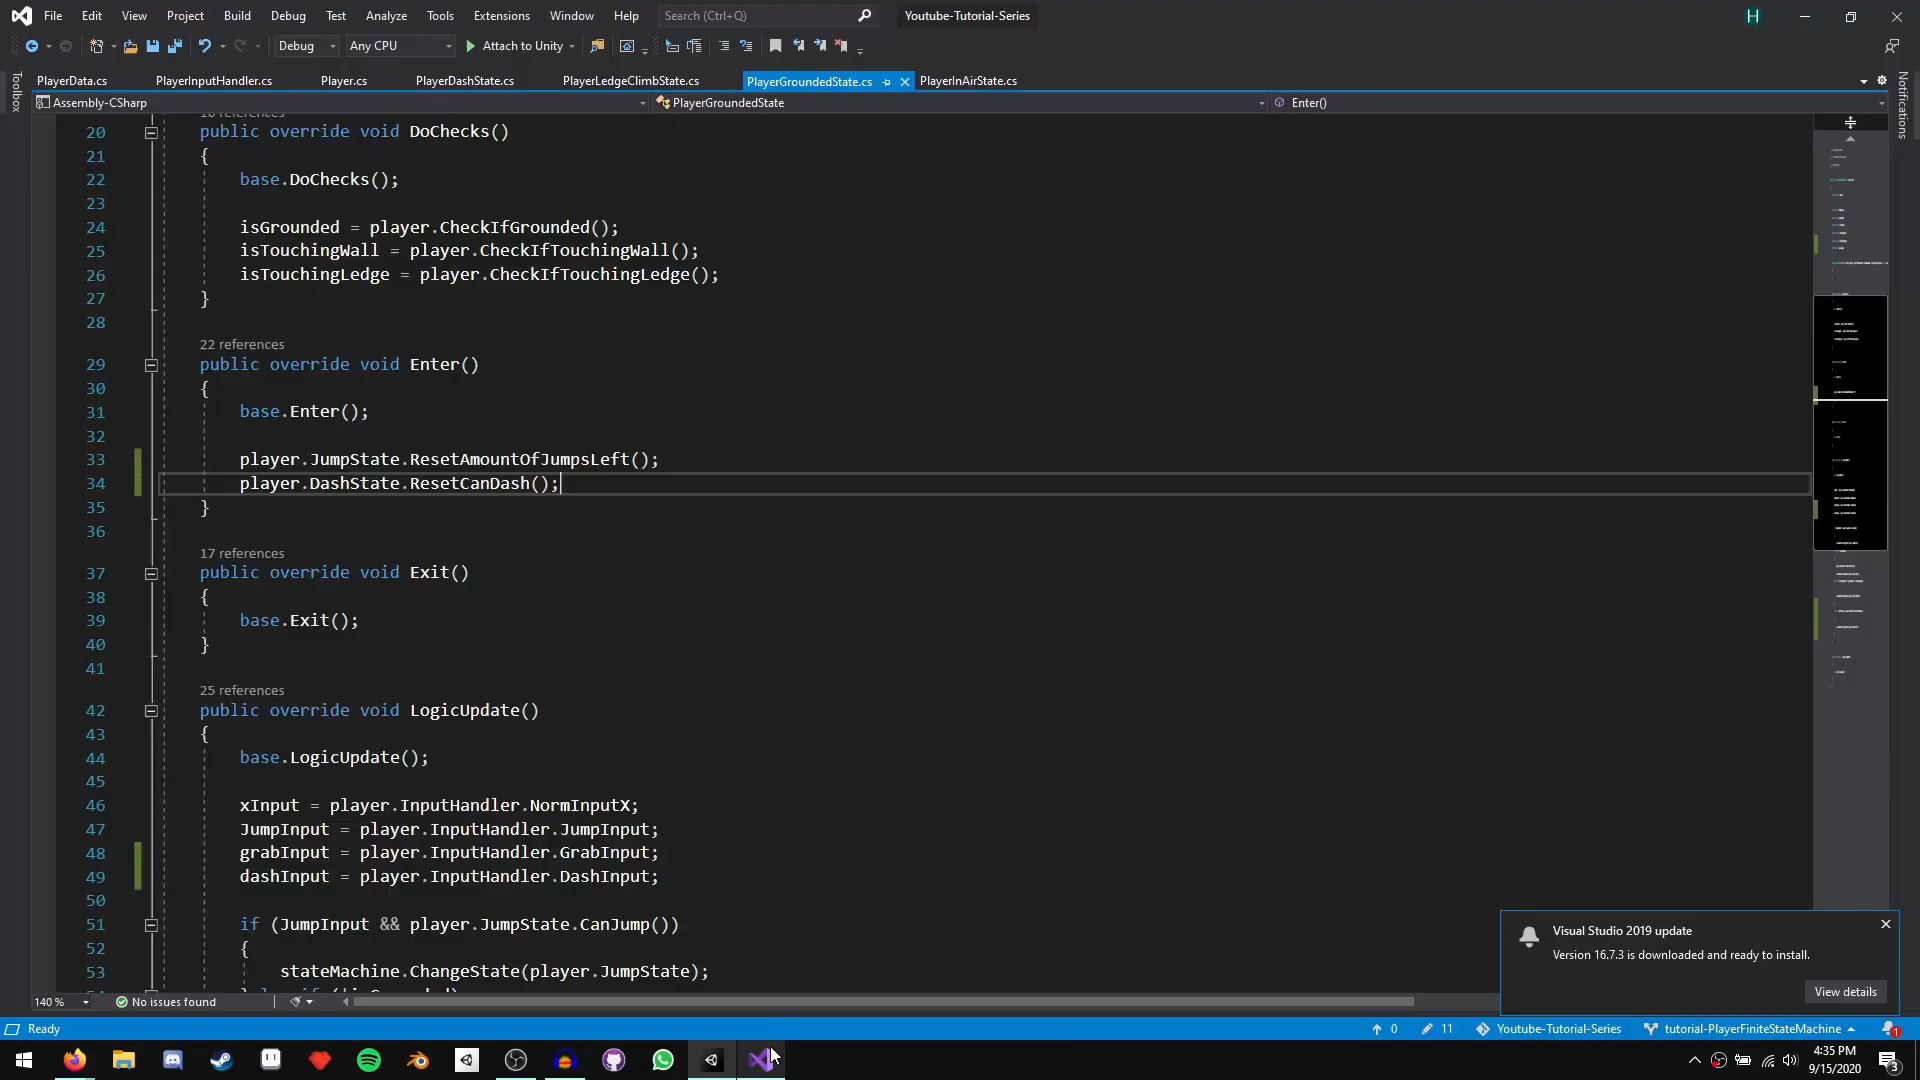 File Edit View Project Build Debug Test Analyze Tools Extensions Window Help Search (Ctrl+Q) Youtube-Tutorial-Series H
Debug Any CPU Attach to Unity
Toolbox
PlayerData.cs PlayerInputHandler.cs Player.cs PlayerDashState.cs PlayerLedgeClimbState.cs PlayerGroundedState.cs PlayerInAirState.cs
Notifications
Assembly-CSharp PlayerGroundedState Enter()
20 public override void DoChecks()
21 {
22 base.DoChecks();
23
24 isGrounded = player.CheckIfGrounded();
25 isTouchingWall = player.CheckIfTouchingWall();
26 isTouchingLedge = player.CheckIfTouchingLedge();
27 }
28
22 references
29 public override void Enter()
30 {
31 base.Enter();
32
33 player.JumpState.ResetAmountOfJumpsLeft();
34 player.DashState.ResetCanDash();
35 }
36
17 references
37 public override void Exit()
38 {
39 base.Exit();
40 }
41
25 references
42 public override void LogicUpdate()
43 {
44 base.LogicUpdate();
45
46 xInput = player.InputHandler.NormInputX;
47 JumpInput = player.InputHandler.JumpInput;
48 grabInput = player.InputHandler.GrabInput;
49 dashInput = player.InputHandler.DashInput;
50
51 if (JumpInput && player.JumpState.CanJump())
52 {
53 stateMachine.ChangeState(player.JumpState);
Visual Studio 2019 update
Version 16.7.3 is downloaded and ready to install.
View details
140 % No issues found
Ready 0 11 Youtube-Tutorial-Series tutorial-PlayerFiniteStateMachine 1
4:35 PM
9/15/2020
3